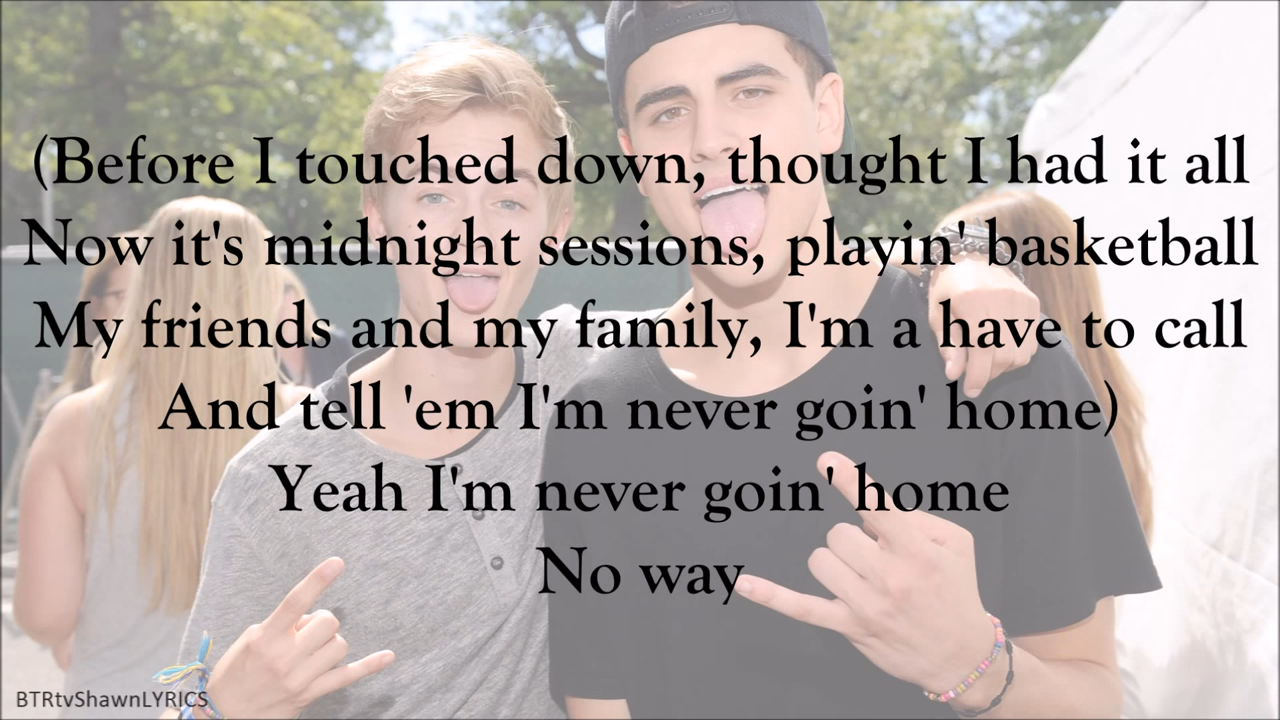 (Before I touched down, thought I had it all
Now it's midnight sessions, playin' basketball
My friends and my family, I'm a have to call
And tell 'em I'm never goin' home)
Yeah I'm never goin' home
No way
BTRtvShawnLYRICS